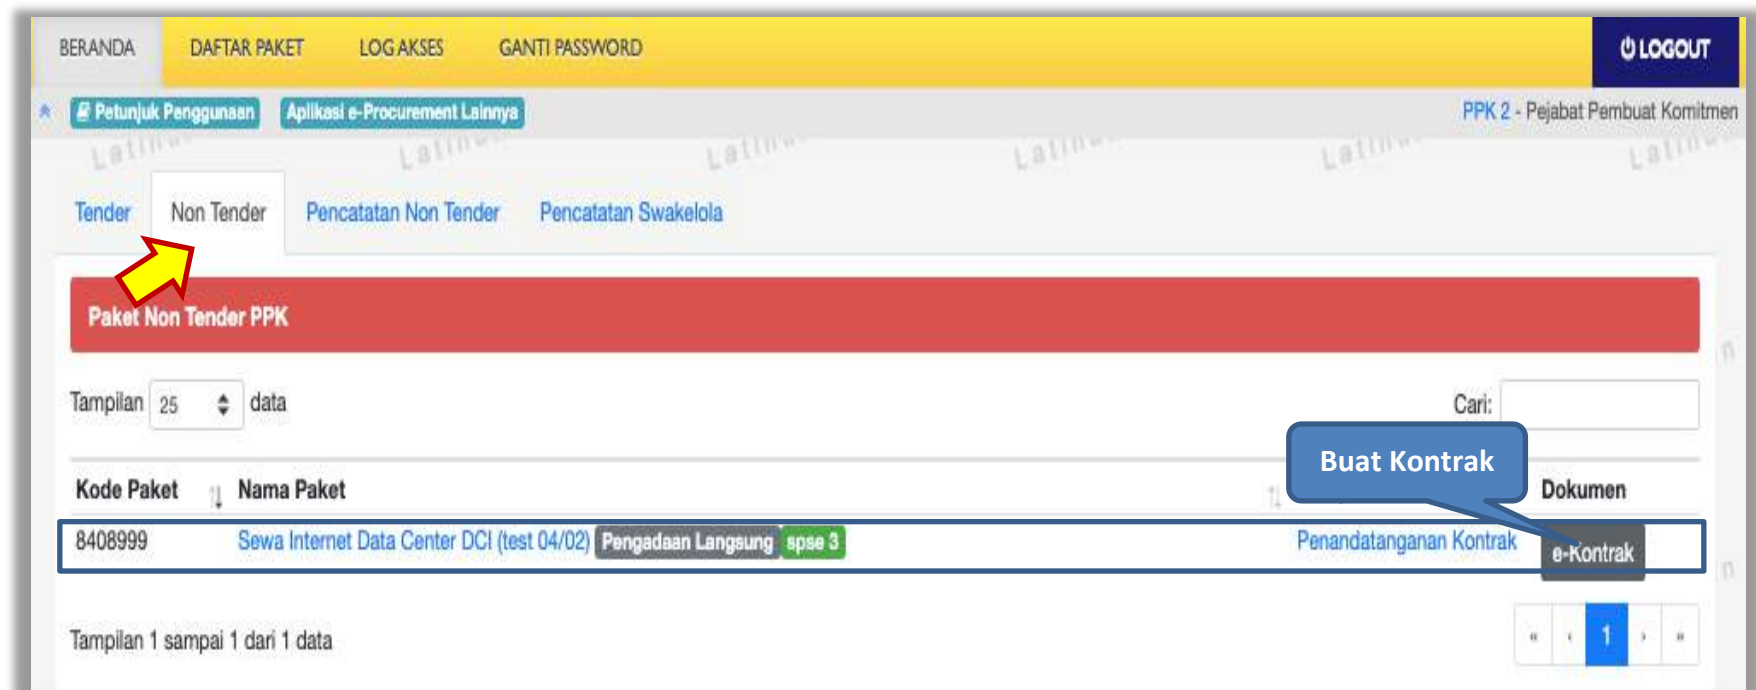 BERANDA DAFTAR PAKET LOG AKSES GANTI PASSWORD LOGOUT
Petunjuk Penggunaan Aplikasi e-Procurement Lainnya PPK 2 - Pejabat Pembuat Komitmen
Tender Non Tender Pencatatan Non Tender Pencatatan Swakelola
Paket Non Tender PPK
Tampilan 25 data Cari:
Buat Kontrak
Kode Paket Nama Paket Dokumen
8408999 Sewa Internet Data Center DCI (test 04/02) Pengadaan Langsung spse 3 Penandatanganan Kontrak e-Kontrak
Tampilan 1 sampai 1 dari 1 data « ‹ 1 › »